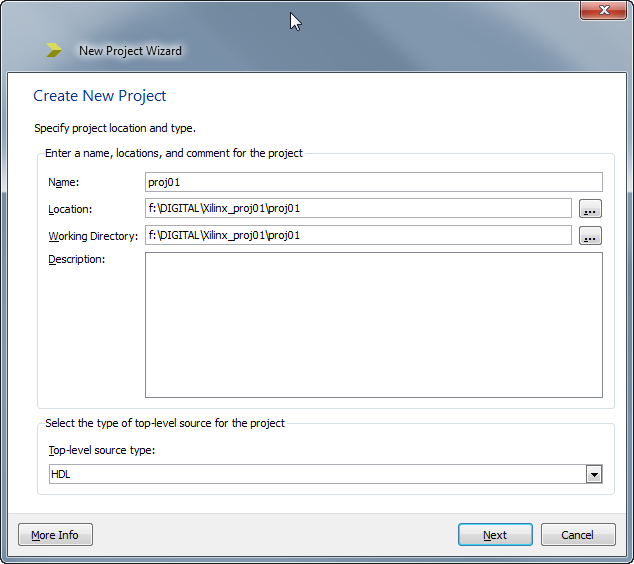 New Project Wizard
Create New Project
Specify project location and type.
Enter a name, locations, and comment for the project
Name: proj01
Location: f:\DIGITAL\Xilinx_proj01\proj01 ...
Working Directory: f:\DIGITAL\Xilinx_proj01\proj01 ...
Description:
Select the type of top-level source for the project
Top-level source type:
HDL
More Info Next Cancel